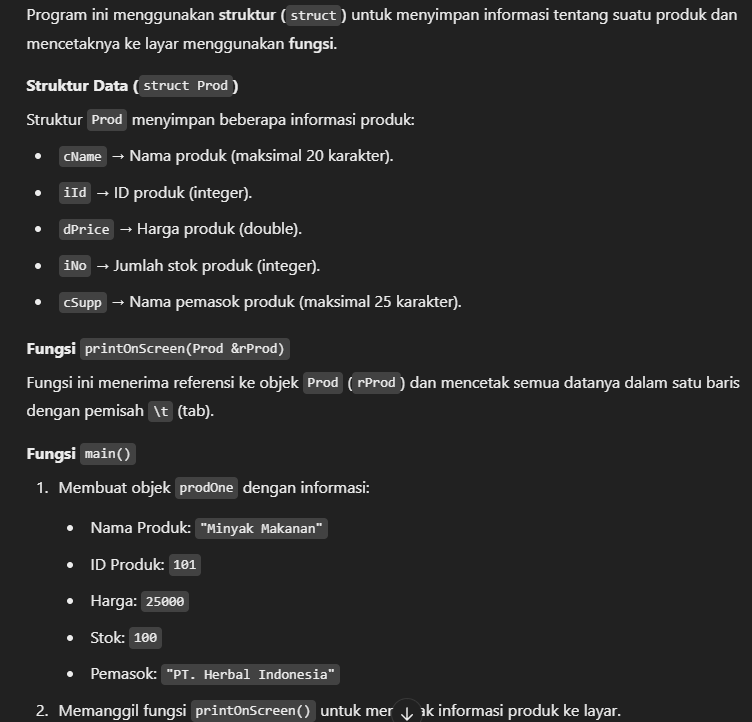 Program ini menggunakan struktur (struct) untuk menyimpan informasi tentang suatu produk dan
mencetaknya ke layar menggunakan fungsi.
Struktur Data (struct Prod)
Struktur Prod menyimpan beberapa informasi produk:
• cName → Nama produk (maksimal 20 karakter).
• iId → ID produk (integer).
• dPrice → Harga produk (double).
• iNo → Jumlah stok produk (integer).
• cSupp → Nama pemasok produk (maksimal 25 karakter).
Fungsi printOnScreen(Prod &rProd)
Fungsi ini menerima referensi ke objek Prod (rProd) dan mencetak semua datanya dalam satu baris
dengan pemisah \t (tab).
Fungsi main()
1. Membuat objek prodOne dengan informasi:
• Nama Produk: "Minyak Makanan"
• ID Produk: 101
• Harga: 25000
• Stok: 100
• Pemasok: "PT. Herbal Indonesia"
2. Memanggil fungsi printOnScreen() untuk informasi produk ke layar.